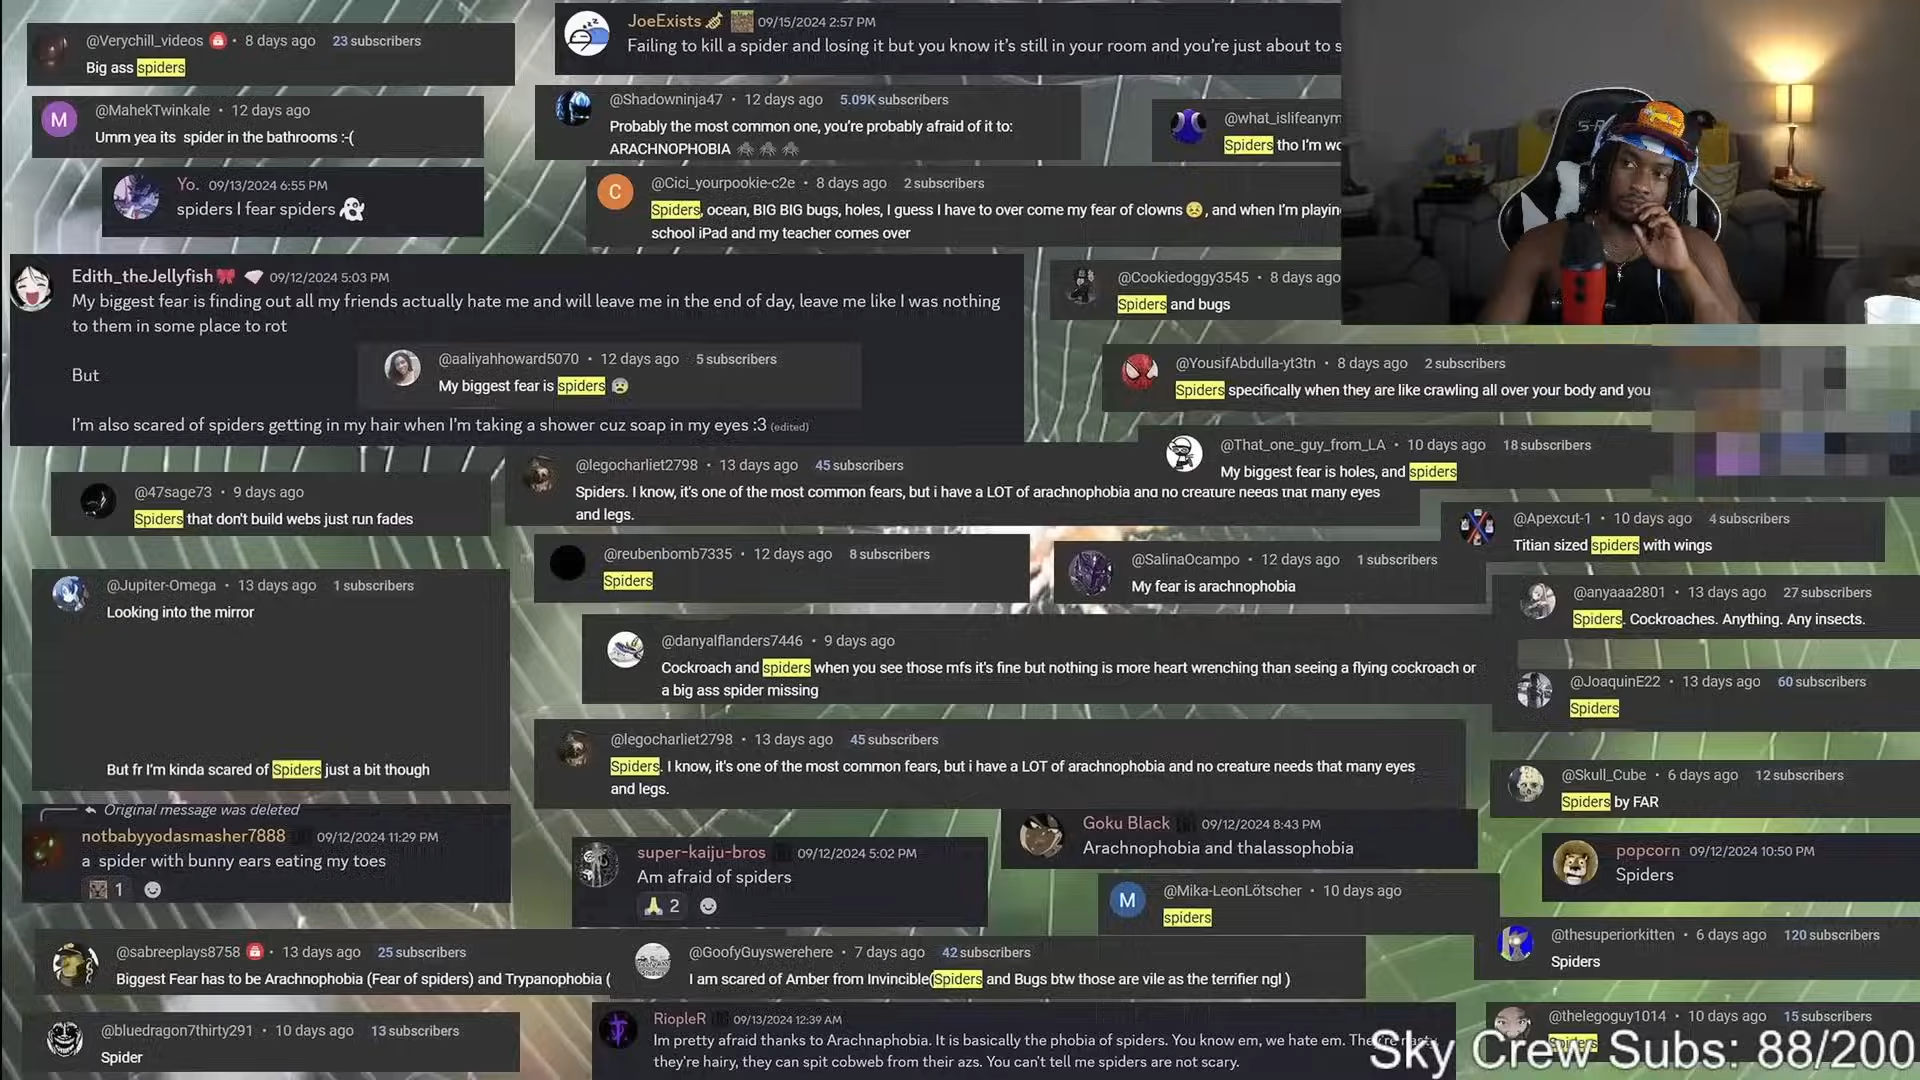 @Verychill_videos • 8 days ago 23 subscribers
Big ass spiders
JoeExists 09/15/2024 2:57 PM
Failing to kill a spider and losing it but you know it's still in your room and you're just about to s
@MahekTwinkale • 12 days ago
Umm yea its spider in the bathrooms :-(
@Shadowninja47 • 12 days ago 5.09K subscribers
Probably the most common one, you're probably afraid of it to:
ARACHNOPHOBIA 🕷 🕷 🕷
@what_islifeanym
Spiders tho I'm wo
Yo. 09/13/2024 6:55 PM
spiders I fear spiders 👻
@Cici_yourpookie-c2e • 8 days ago 2 subscribers
Spiders, ocean, BIG BIG bugs, holes, I guess I have to over come my fear of clowns 😣, and when I'm playin
school iPad and my teacher comes over
Edith_theJellyfish 09/12/2024 5:03 PM
My biggest fear is finding out all my friends actually hate me and will leave me in the end of day, leave me like I was nothing
to them in some place to rot
But
@aaliyahhoward5070 • 12 days ago 5 subscribers
My biggest fear is spiders 😰
I'm also scared of spiders getting in my hair when I'm taking a shower cuz soap in my eyes :3 (edited)
@Cookiedoggy3545 • 8 days ago
Spiders and bugs
@YousifAbdulla-yt3tn • 8 days ago 2 subscribers
Spiders specifically when they are like crawling all over your body and you
@That_one_guy_from_LA • 10 days ago 18 subscribers
My biggest fear is holes, and spiders
@47sage73 • 9 days ago
Spiders that don't build webs just run fades
@legocharliet2798 • 13 days ago 45 subscribers
Spiders. I know, it's one of the most common fears, but i have a LOT of arachnophobia and no creature needs that many eyes
and legs.
@Apexcut-1 • 10 days ago 4 subscribers
Titian sized spiders with wings
@reubenbomb7335 • 12 days ago 8 subscribers
Spiders
@SalinaOcampo • 12 days ago 1 subscribers
My fear is arachnophobia
@Jupiter-Omega • 13 days ago 1 subscribers
Looking into the mirror
But fr I'm kinda scared of Spiders just a bit though
@anyaaa2801 • 13 days ago 27 subscribers
Spiders. Cockroaches. Anything. Any insects.
@danyalflanders7446 • 9 days ago
Cockroach and spiders when you see those mfs it's fine but nothing is more heart wrenching than seeing a flying cockroach or
a big ass spider missing
@JoaquinE22 • 13 days ago 60 subscribers
Spiders
@legocharliet2798 • 13 days ago 45 subscribers
Spiders. I know, it's one of the most common fears, but i have a LOT of arachnophobia and no creature needs that many eyes
and legs.
@Skull_Cube • 6 days ago 12 subscribers
Spiders by FAR
Original message was deleted
notbabyyodasmasher7888 09/12/2024 11:29 PM
a spider with bunny ears eating my toes
1
super-kaiju-bros 09/12/2024 5:02 PM
Am afraid of spiders
2
Goku Black 09/12/2024 8:43 PM
Arachnophobia and thalassophobia
popcorn 09/12/2024 10:50 PM
Spiders
M @Mika-LeonLötscher • 10 days ago
spiders
@thesuperiorkitten • 6 days ago 120 subscribers
Spiders
@sabreeplays8758 • 13 days ago 25 subscribers
Biggest Fear has to be Arachnophobia (Fear of spiders) and Trypanophobia (
@GoofyGuyswerehere • 7 days ago 42 subscribers
I am scared of Amber from Invincible(Spiders and Bugs btw those are vile as the terrifier ngl )
@bluedragon7thirty291 • 10 days ago 13 subscribers
Spider
RiopleR 09/13/2024 12:39 AM
Im pretty afraid thanks to Arachnaphobia. It is basically the phobia of spiders. You know em, we hate em. They're nasty,
they're hairy, they can spit cobweb from their azs. You can't tell me spiders are not scary.
@thelegoguy1014 • 10 days ago 15 subscribers
Spiders
Sky Crew Subs: 88/200